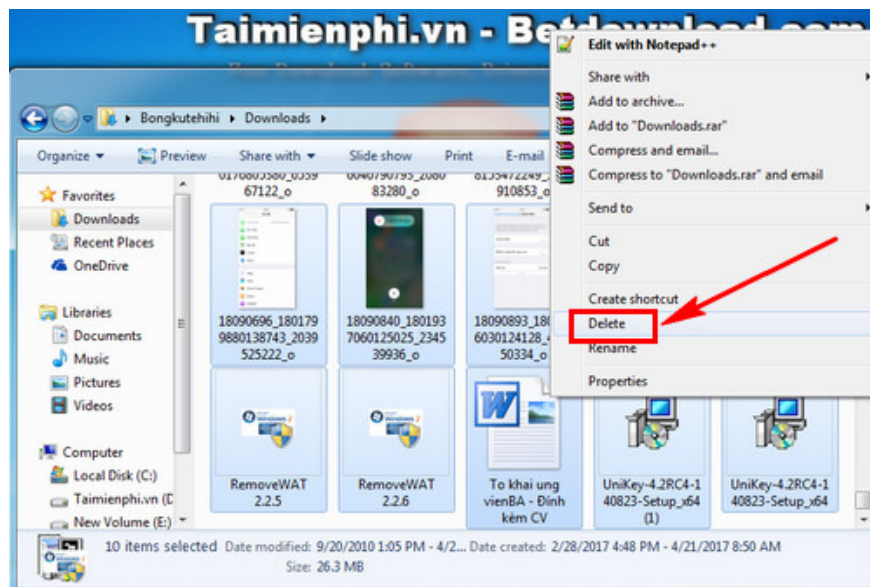 Taimienphi.vn - Betdownload.com
Edit with Notepad++
Share with
Add to archive...
Add to "Downloads.rar"
Compress and email...
Compress to "Downloads.rar" and email
Send to
Cut
Copy
Create shortcut
Delete
Rename
Properties
Bongkutehihi
Downloads
Organize
Preview
Share with
Slide show
Print
E-mail
Favorites
Downloads
Recent Places
OneDrive
Libraries
Documents
Music
Pictures
Videos
Computer
Local Disk (C:)
Taimienphi.vn (D
New Volume (E:)
67122_o
83280_o
910853_o
18090696_180179
9880138743_2039
525222_o
18090840_180193
7060125025_2345
39936_o
18090893_180
6030124128_4
50334_o
RemoveWAT
2.2.5
RemoveWAT
2.2.6
To khai ung
vienBA - Đính
kèm CV
UniKey-4.2RC4-1
40823-Setup_x64
(1)
UniKey-4.2RC4-1
40823-Setup_x64
10 items selected
Date modified: 9/20/2010 1:05 PM - 4/2...
Date created: 2/28/2017 4:48 PM - 4/21/2017 8:50 AM
Size: 26.3 MB